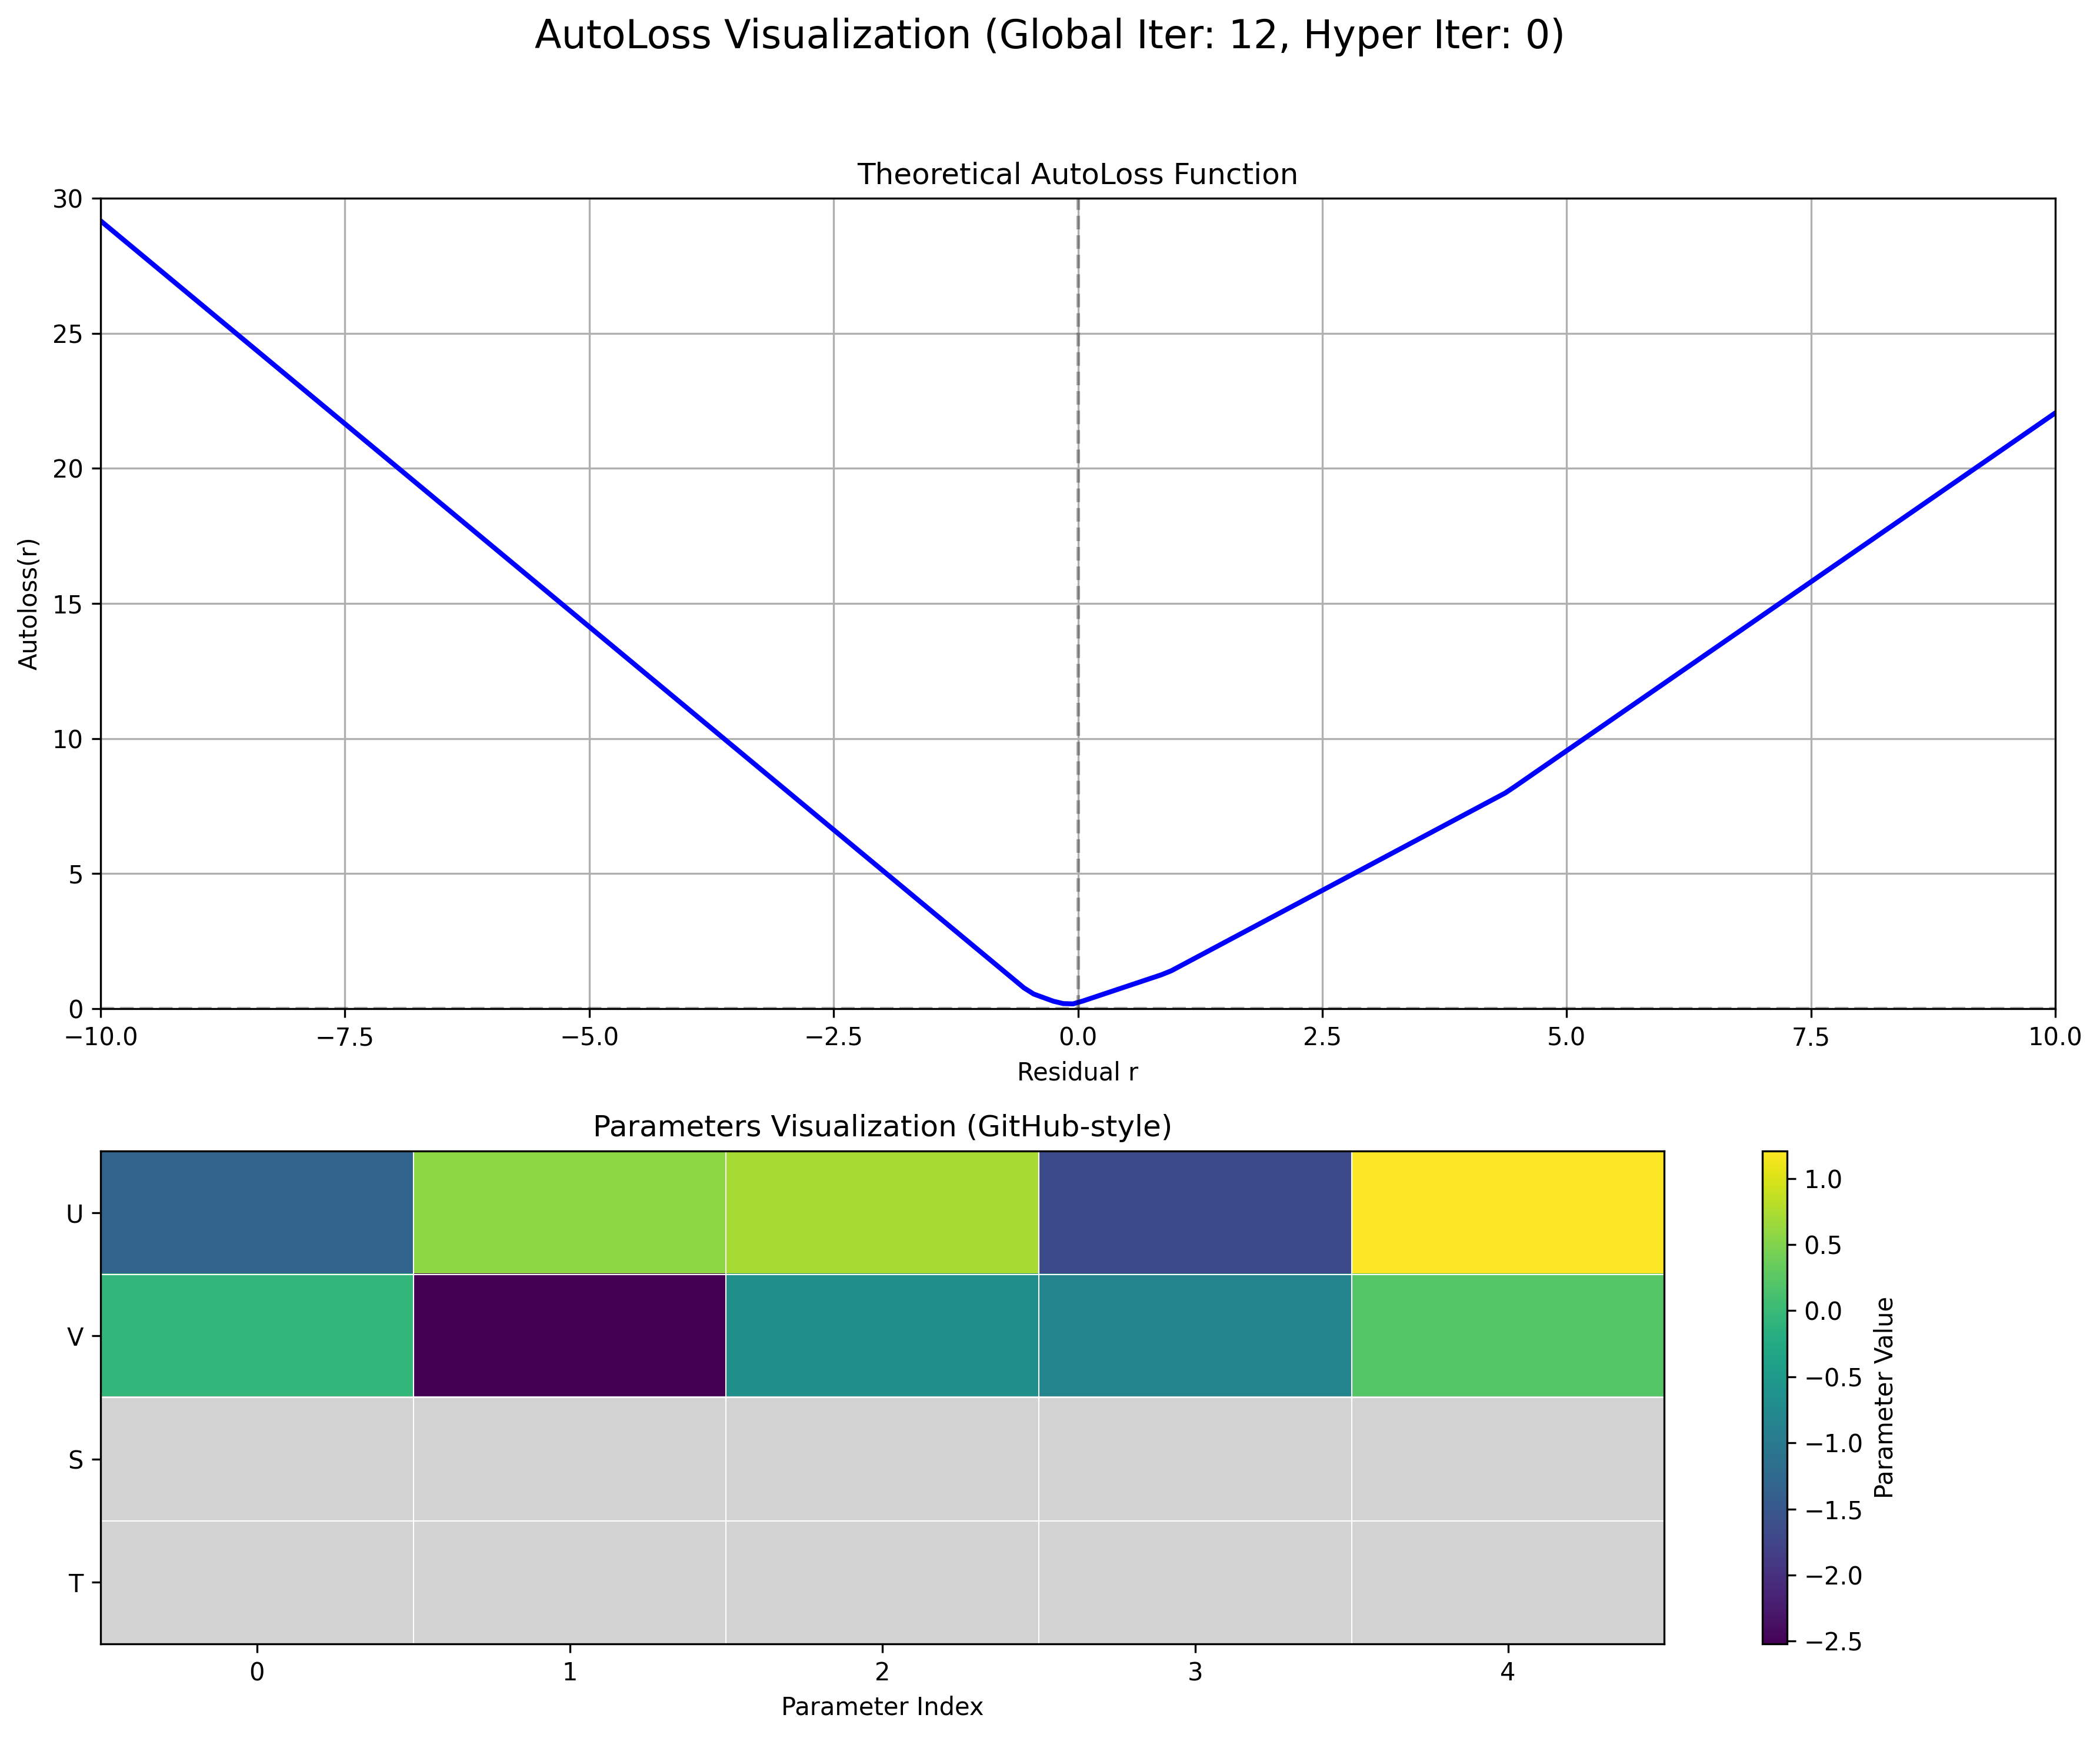 AutoLoss Visualization (Global Iter: 12, Hyper Iter: 0)
Theoretical AutoLoss Function
30
25
20
15
10
5
0
Autoloss(r)
−10.0
−7.5
−5.0
−2.5
0.0
2.5
5.0
7.5
10.0
Residual r
Parameters Visualization (GitHub-style)
U
V
S
T
0
1
2
3
4
Parameter Index
1.0
0.5
0.0
−0.5
−1.0
−1.5
−2.0
−2.5
Parameter Value